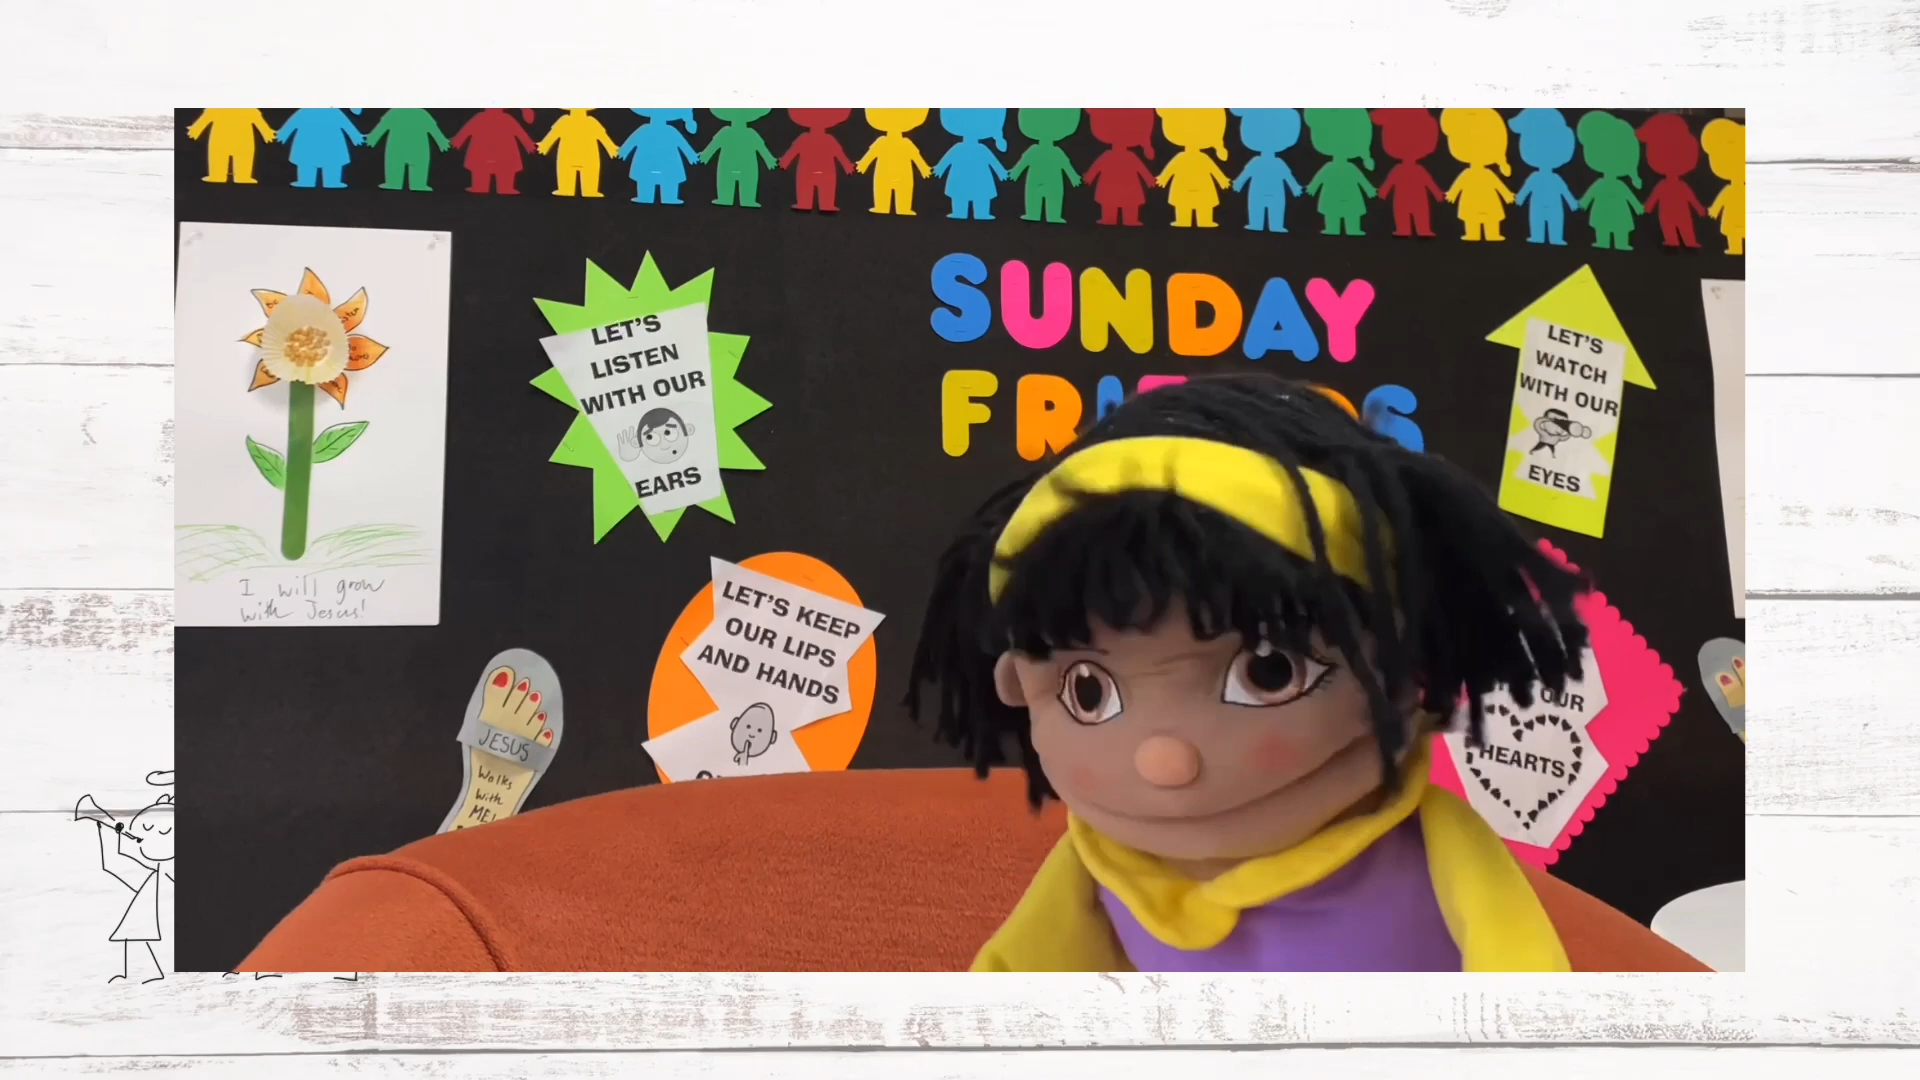 SUNDAY
LET'S
LISTEN
WITH OUR
EARS
LET'S
WATCH
WITH OUR
EYES
I will grow
with Jesus!
LET'S KEEP
OUR LIPS
AND HANDS
JESUS
Walks
with
ME!
OUR
HEARTS